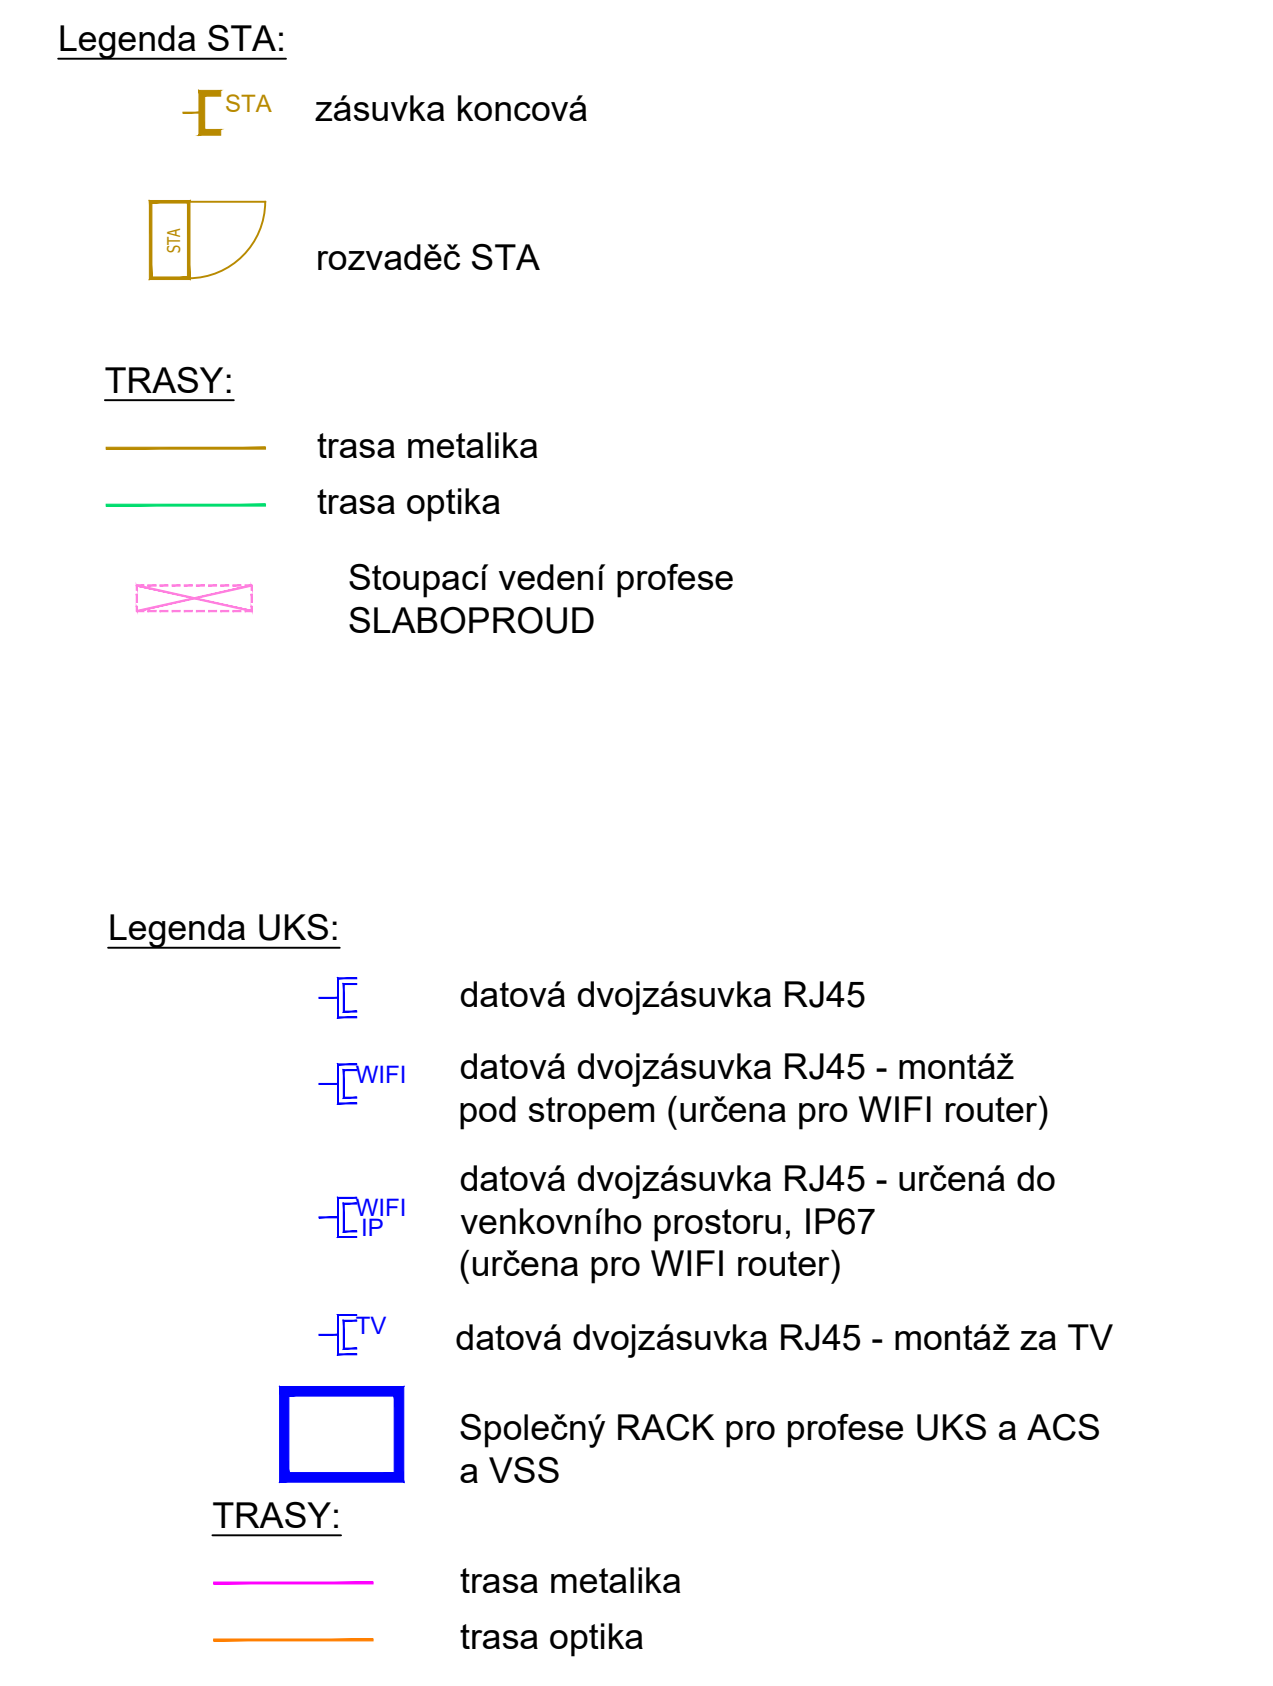 Legenda STA:
STA
zásuvka koncová
STA
rozvaděč STA
TRASY:
trasa metalika
trasa optika
Stoupací vedení profese
SLABOPROUD
Legenda UKS:
datová dvojzásuvka RJ45
WIFI
datová dvojzásuvka RJ45 - montáž
pod stropem (určena pro WIFI router)
datová dvojzásuvka RJ45 - určená do
WIFI
IP
venkovního prostoru, IP67
(určena pro WIFI router)
TV
datová dvojzásuvka RJ45 - montáž za TV
Společný RACK pro profese UKS a ACS
a VSS
TRASY:
trasa metalika
trasa optika